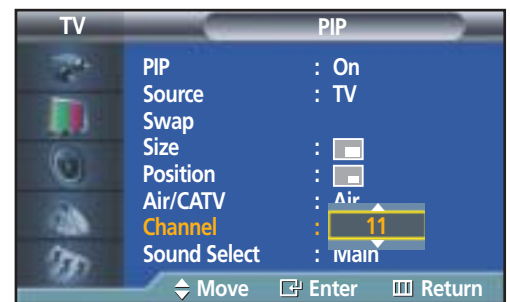 TV PIP
PIP : On
Source : TV
Swap
Size :
Position :
Air/CATV : Air
Channel : 11
Sound Select : Main
Move Enter Return